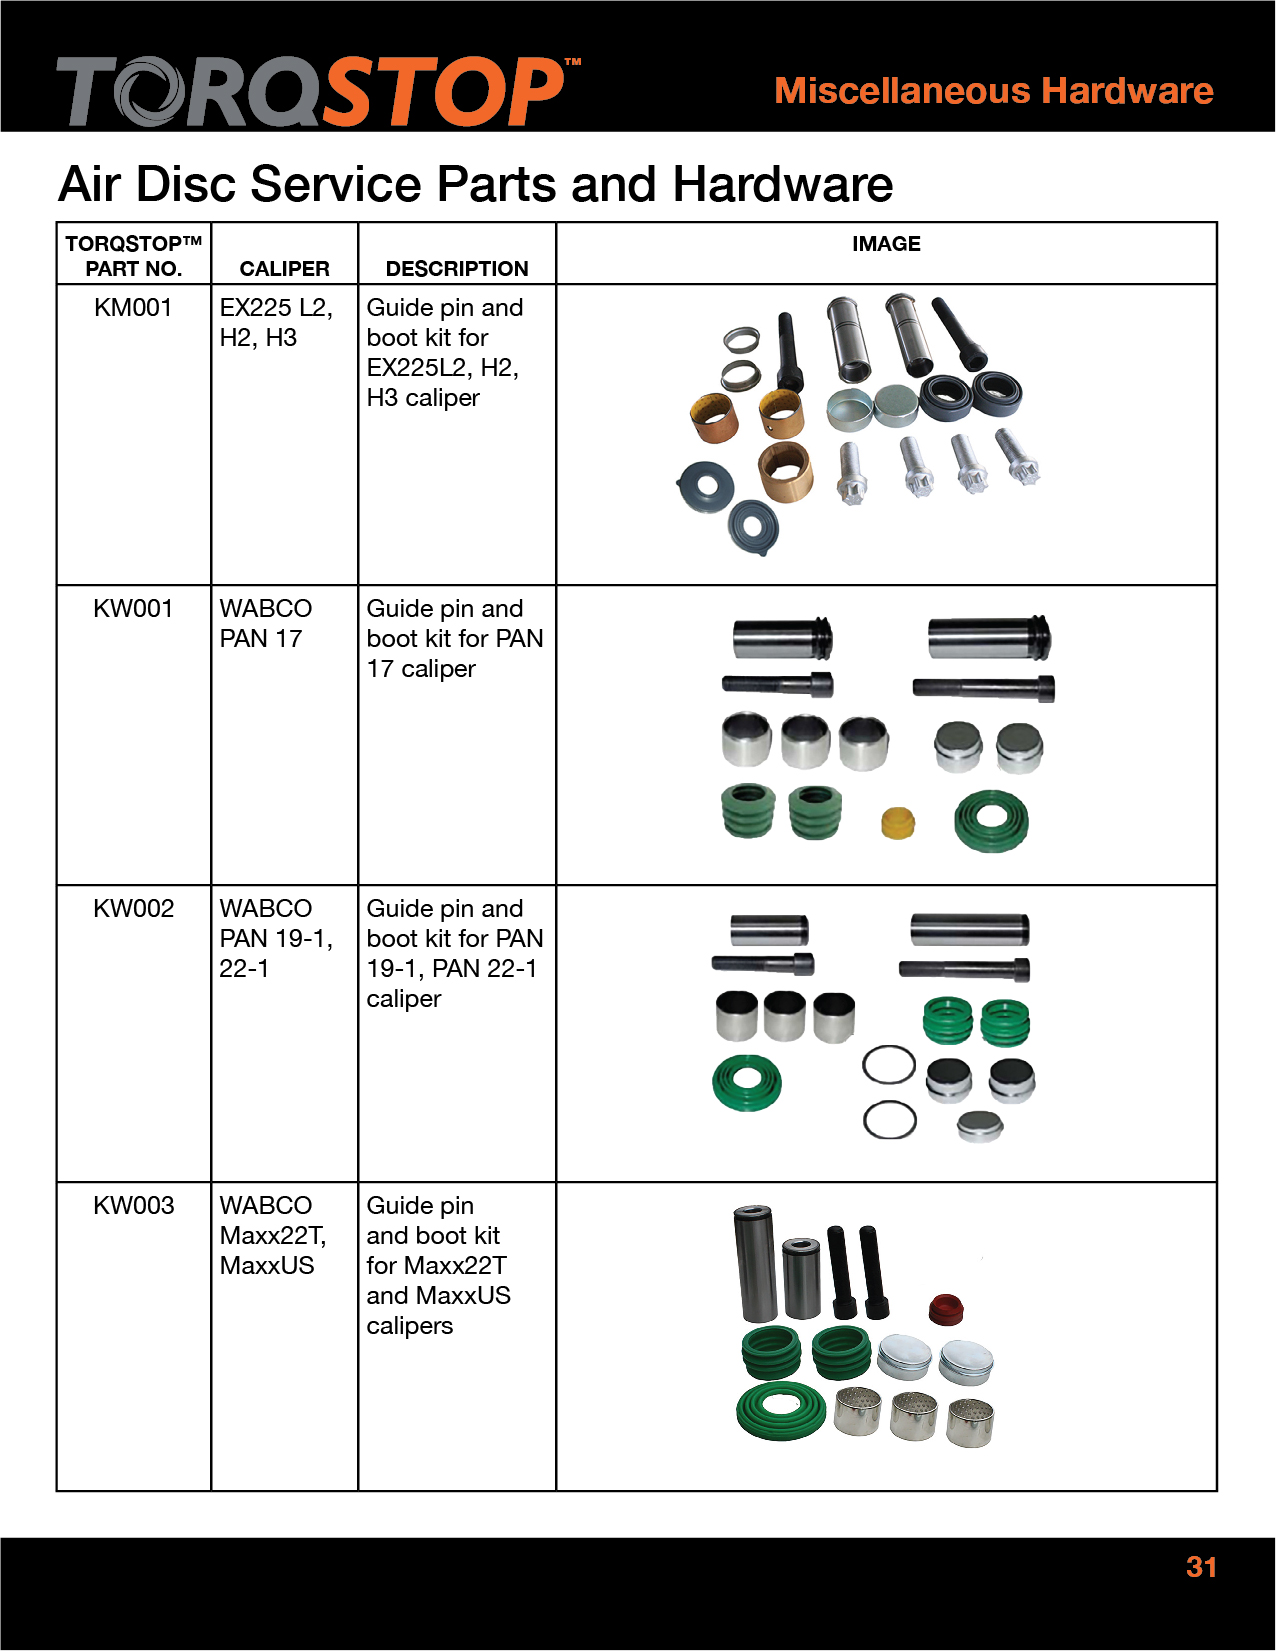 TORQSTOP™
Miscellaneous Hardware
Air Disc Service Parts and Hardware
TORQSTOP™
PART NO.
CALIPER
DESCRIPTION
IMAGE
KM001
EX225 L2,
H2, H3
Guide pin and
boot kit for
EX225L2, H2,
H3 caliper
KW001
WABCO
PAN 17
Guide pin and
boot kit for PAN
17 caliper
KW002
WABCO
PAN 19-1,
22-1
Guide pin and
boot kit for PAN
19-1, PAN 22-1
caliper
KW003
WABCO
Maxx22T,
MaxxUS
Guide pin
and boot kit
for Maxx22T
and MaxxUS
calipers
31